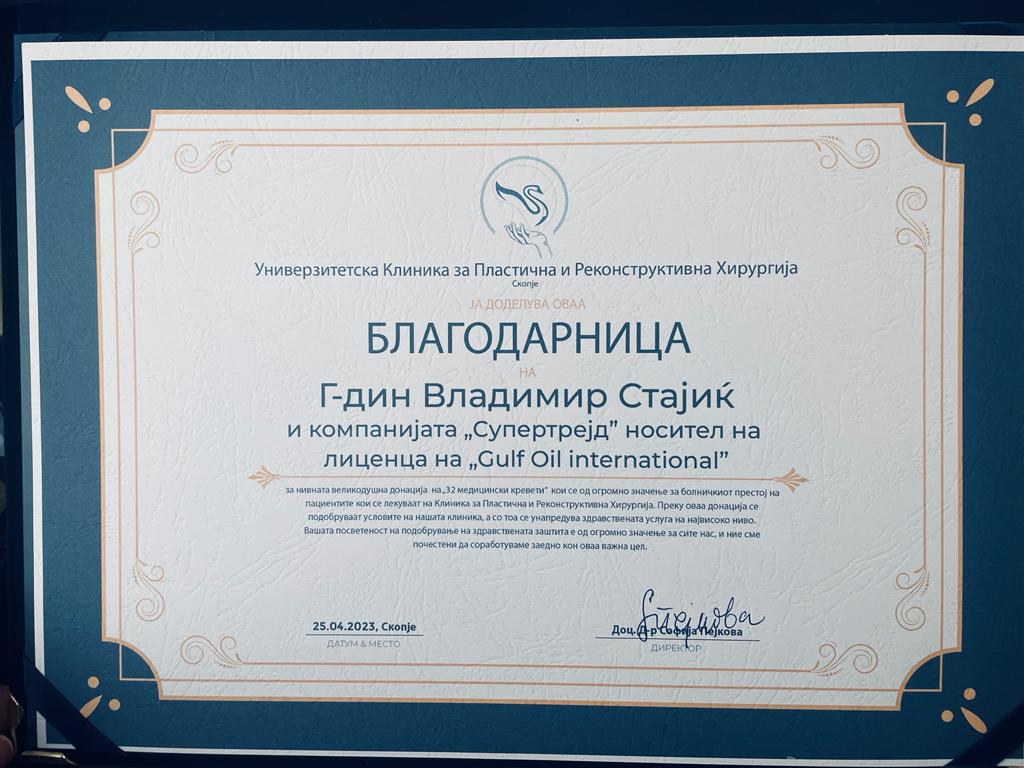 Универзитетска Клиника за Пластична и Реконструктивна Хирургија
Скопје
ЈА ДОДЕЛУВА ОВАА
БЛАГОДАРНИЦА
НА
Г-дин Владимир Стајиќ
и компанијата „Супертрејд” носител на
лиценца на „Gulf Oil international”
за нивната великодушна донација на „32 медицински кревети” кои се од огромно значење за болничкиот престој на
пациентите кои се лекуваат на Клиника за Пластична и Реконструктивна Хирургија. Преку оваа донација се
подобруваат условите на нашата клиника, а со тоа се унапредува здравствената услуга на највисоко ниво.
Вашата посветеност на подобрување на здравствената заштита е од огромно значење за сите нас, и ние сме
почестени да соработуваме заедно кон оваа важна цел.
25.04.2023, Скопје
ДАТУМ & МЕСТО
Доц. Д-р Софија Пејкова
ДИРЕКТОР